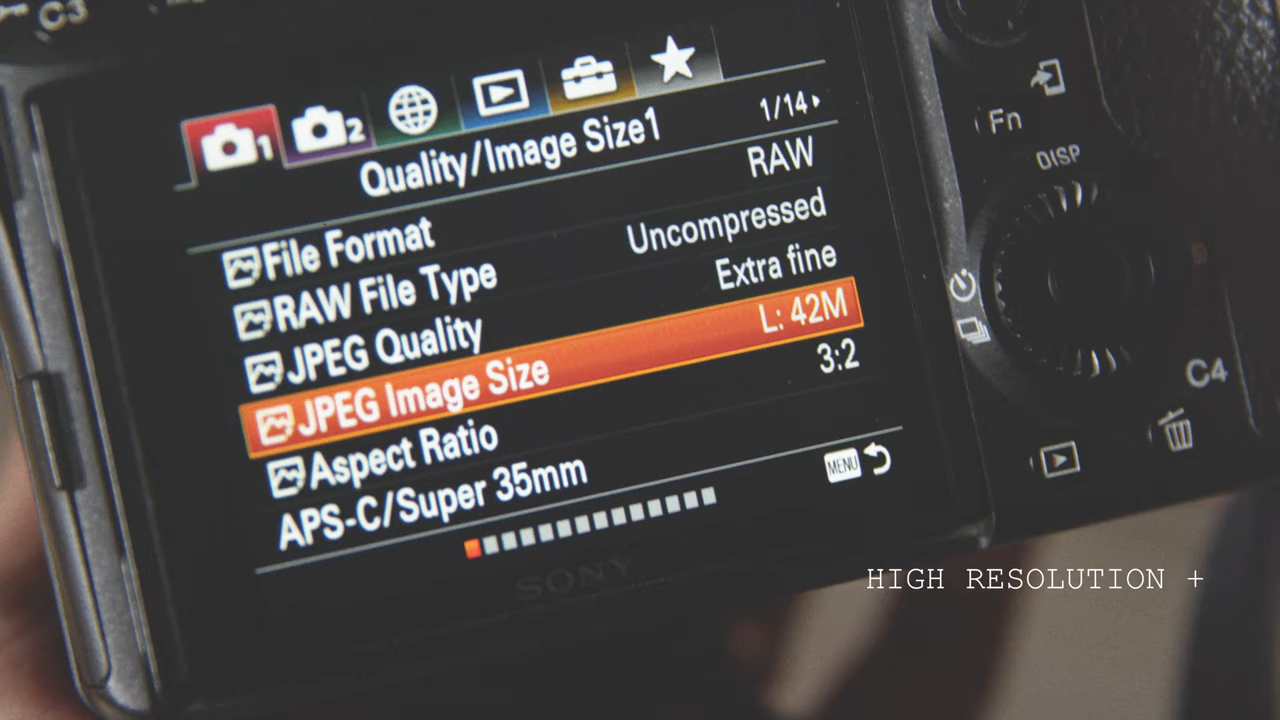 C3
1
2
Quality/Image Size1 1/14
File Format RAW
RAW File Type Uncompressed
JPEG Quality Extra fine
JPEG Image Size L: 42M
Aspect Ratio 3:2
APS-C/Super 35mm
MENU
SONY
Fn
DISP
C4
HIGH RESOLUTION +